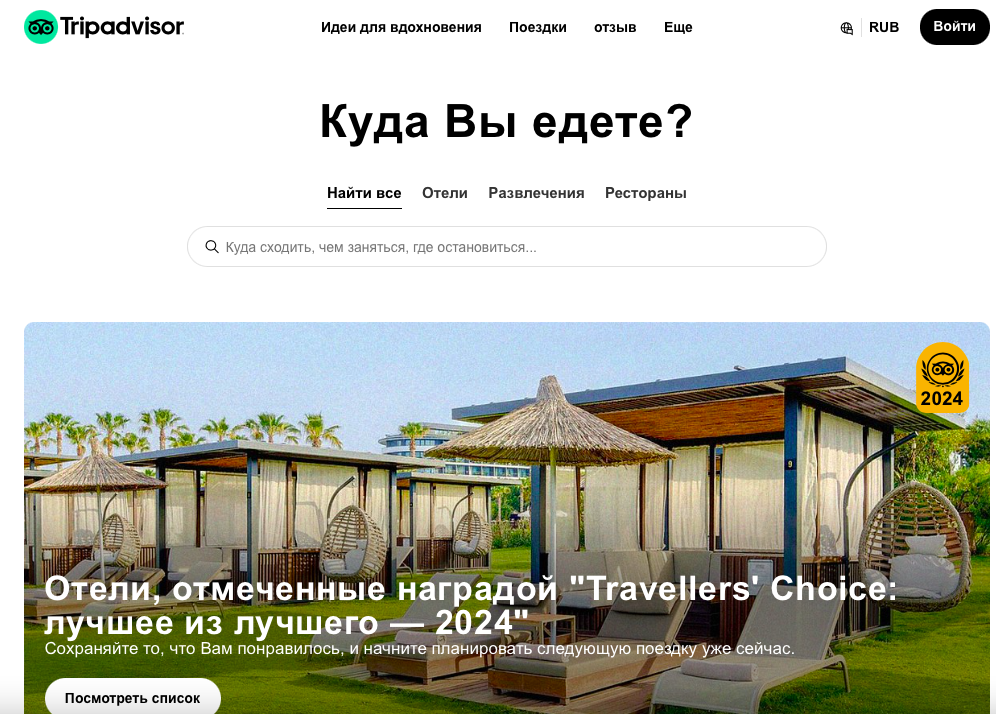 Tripadvisor
Идеи для вдохновения Поездки отзыв Еще
RUB Войти
Куда Вы едете?
Найти все Отели Развлечения Рестораны
Куда сходить, чем заняться, где остановиться...
2024
9
Отели, отмеченные наградой "Travellers' Choice:
лучшее из лучшего — 2024"
Сохраняйте то, что Вам понравилось, и начните планировать следующую поездку уже сейчас.
Посмотреть список